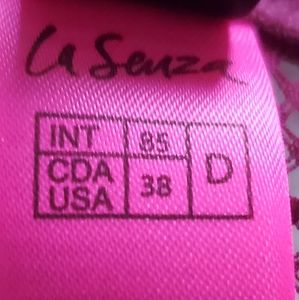 La Senza
INT 85 D
CDA USA 38